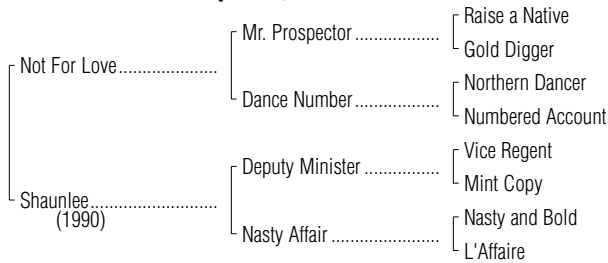 Raise a Native
Mr. Prospector ..................
Gold Digger
Not For Love.....................
Northern Dancer
Dance Number ..................
Numbered Account
Vice Regent
Deputy Minister ................
Mint Copy
Shaunlee...........................
(1990)
Nasty and Bold
Nasty Affair .......................
L'Affaire